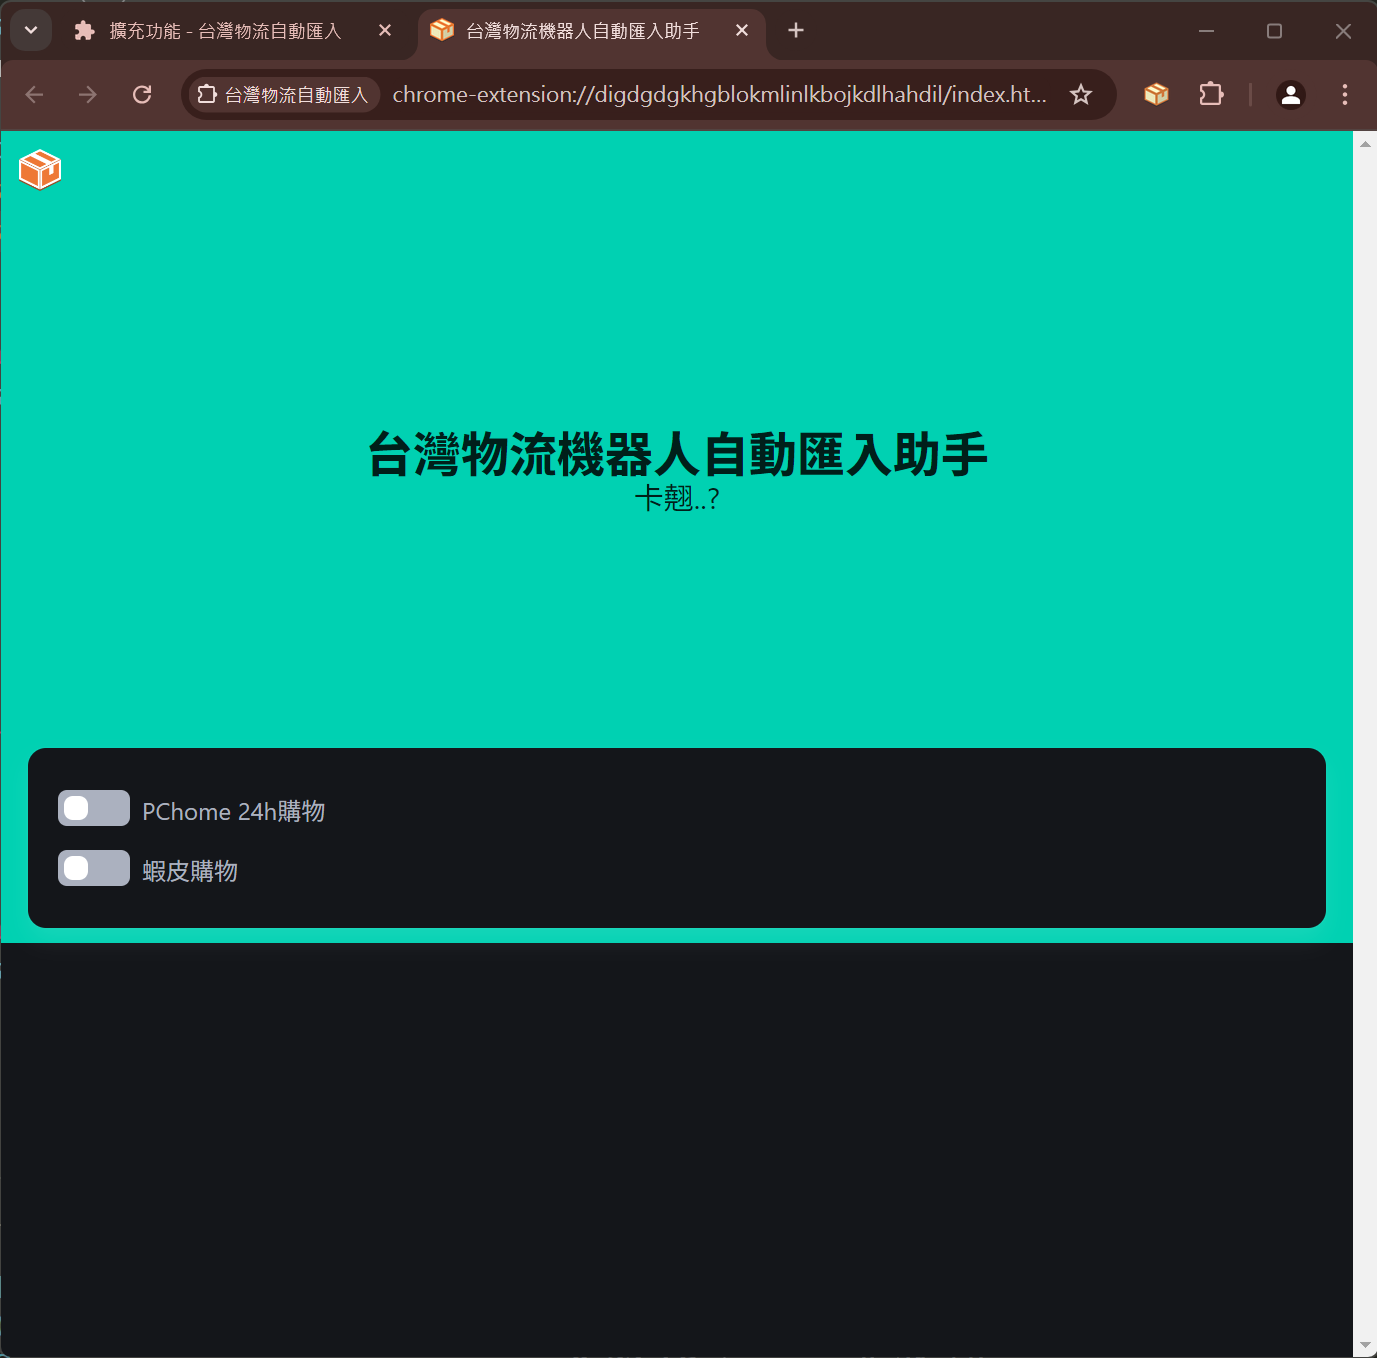 擴充功能 - 台灣物流自動匯入
台灣物流機器人自動匯入助手
台灣物流自動匯入
chrome-extension://digdgdgkhgblokmlinlkbojkdlhahdil/index.ht...
台灣物流機器人自動匯入助手
卡翹..?
PChome 24h購物
蝦皮購物